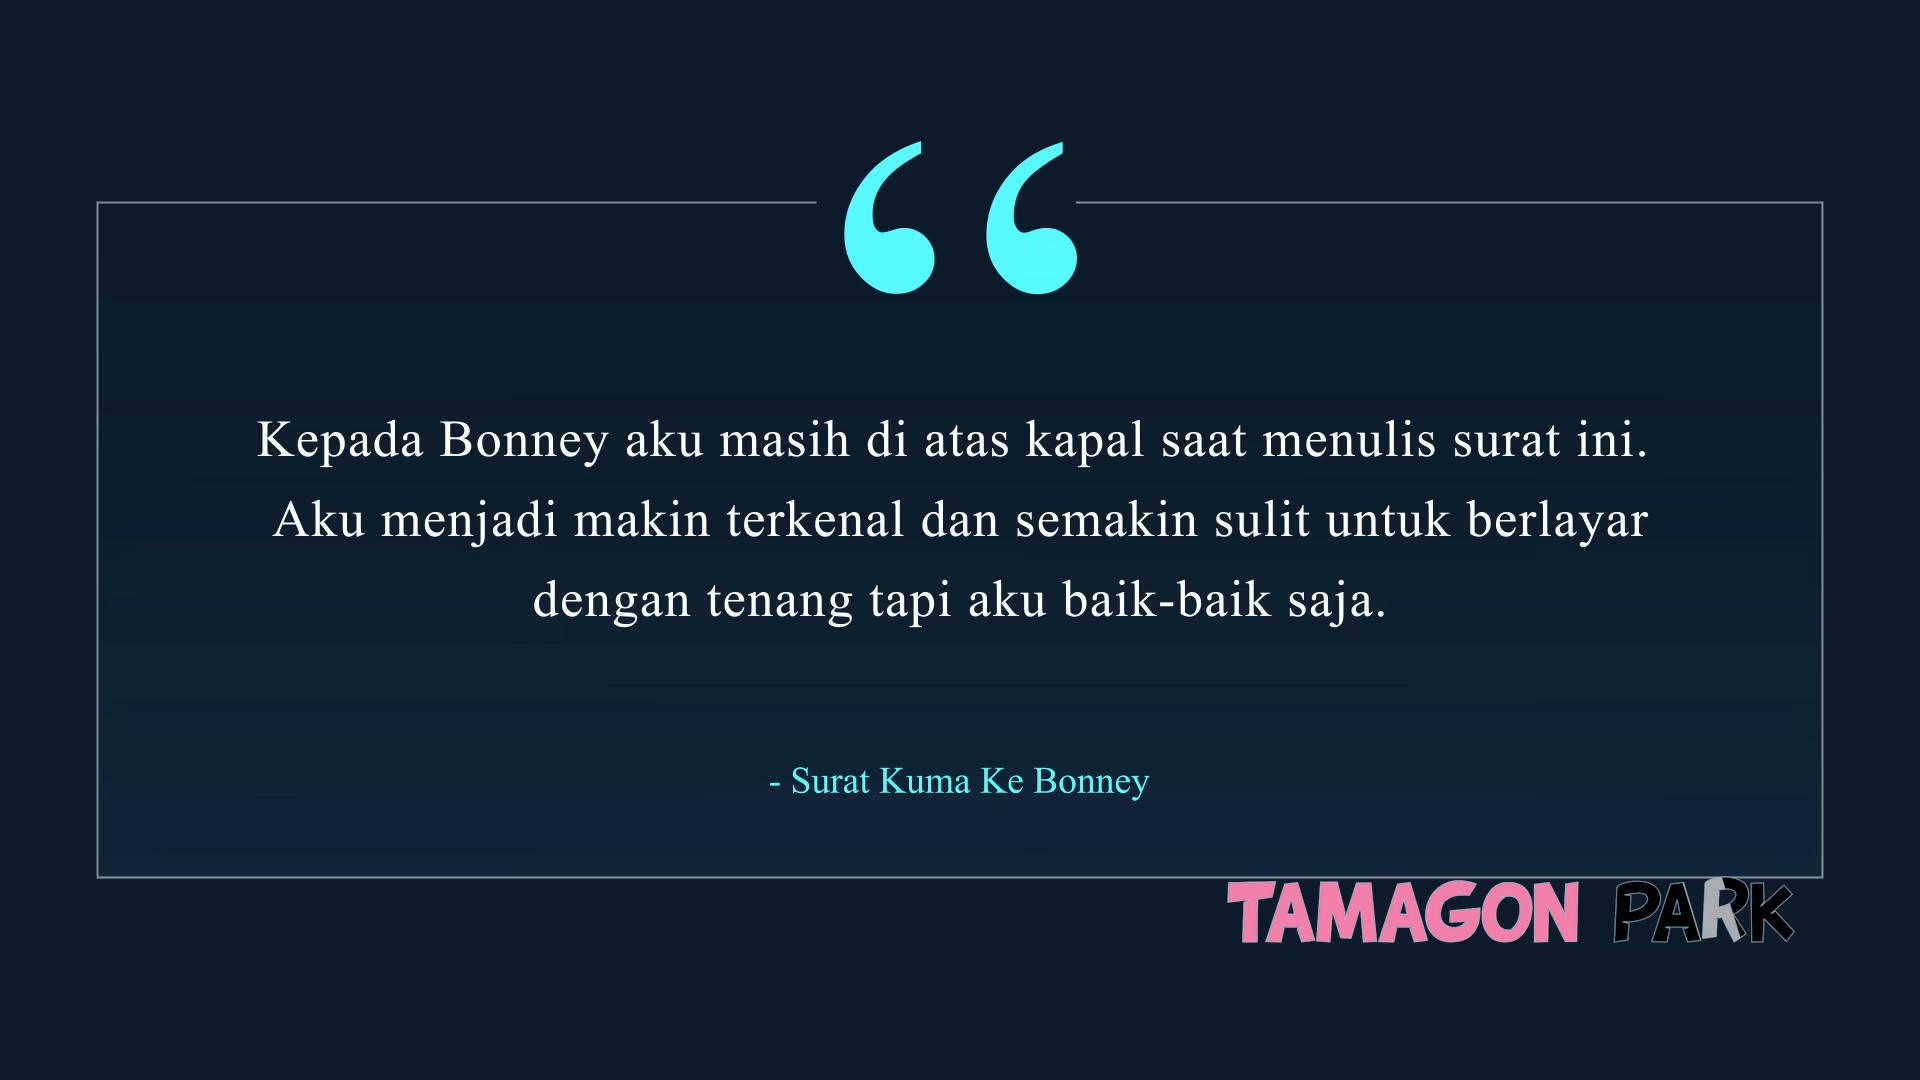 “
Kepada Bonney aku masih di atas kapal saat menulis surat ini.
Aku menjadi makin terkenal dan semakin sulit untuk berlayar
dengan tenang tapi aku baik-baik saja.
- Surat Kuma Ke Bonney
TAMAGON PARK